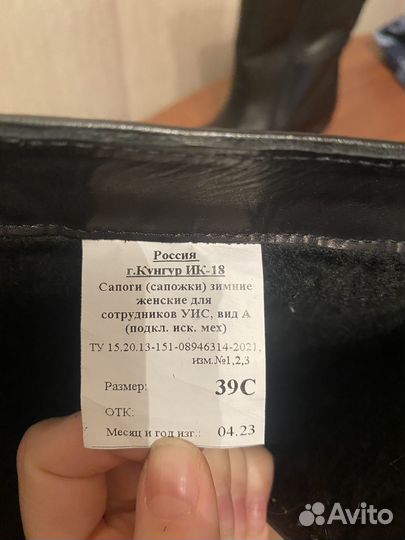 Россия
г.Кунгур ИК-18
Сапоги (сапожки) зимние
женские для
сотрудников УИС, вид А
(подкл. иск. мех)
ТУ 15.20.13-151-08946314-2021,
изм.№1,2,3
Размер: 39С
ОТК:
Месяц и год изг.: 04.23
Avito